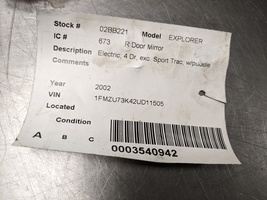 Stock # 02BB221 Model EXPLORER
IC # 673 R Door Mirror
Description Electric, 4 Dr, exc. Sport Trac, w/puddle
Comments
Year 2002
VIN 1FMZU73K42UD11505
Located
Condition
A B C 0003540942